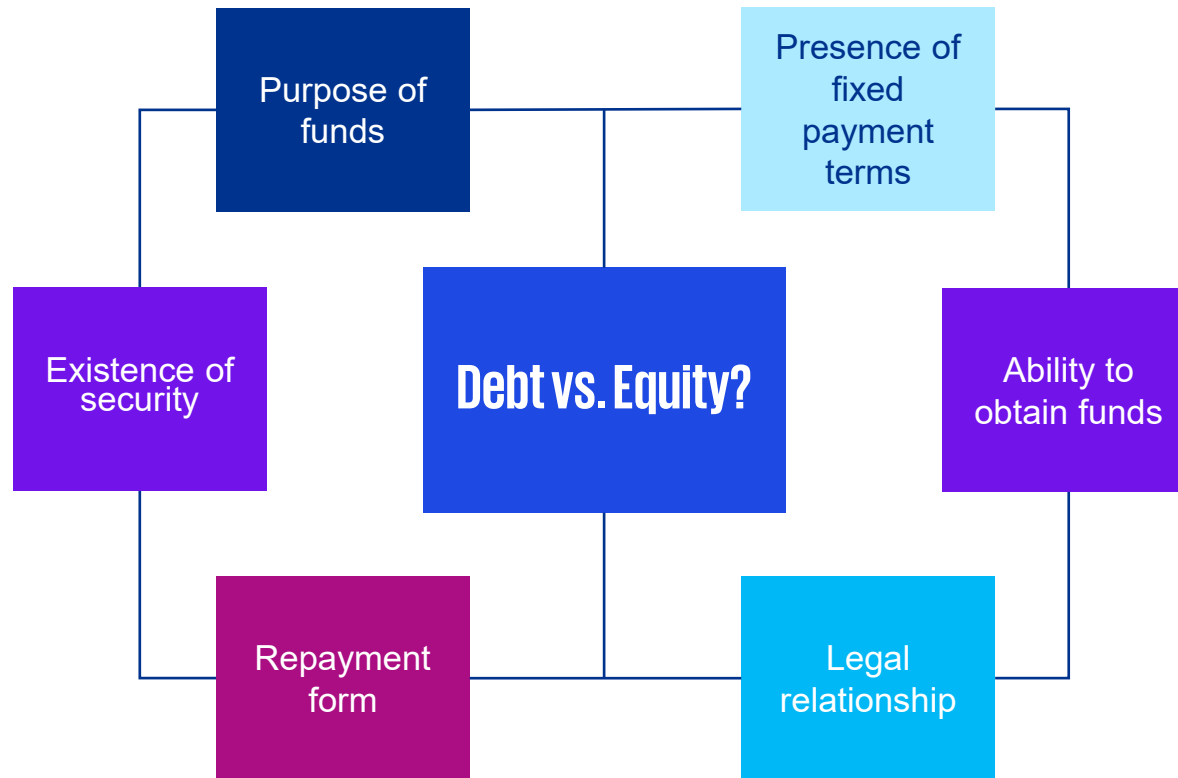 Purpose of
funds
Presence of
fixed
payment
terms
Existence of
security
Debt vs. Equity?
Ability to
obtain funds
Repayment
form
Legal
relationship